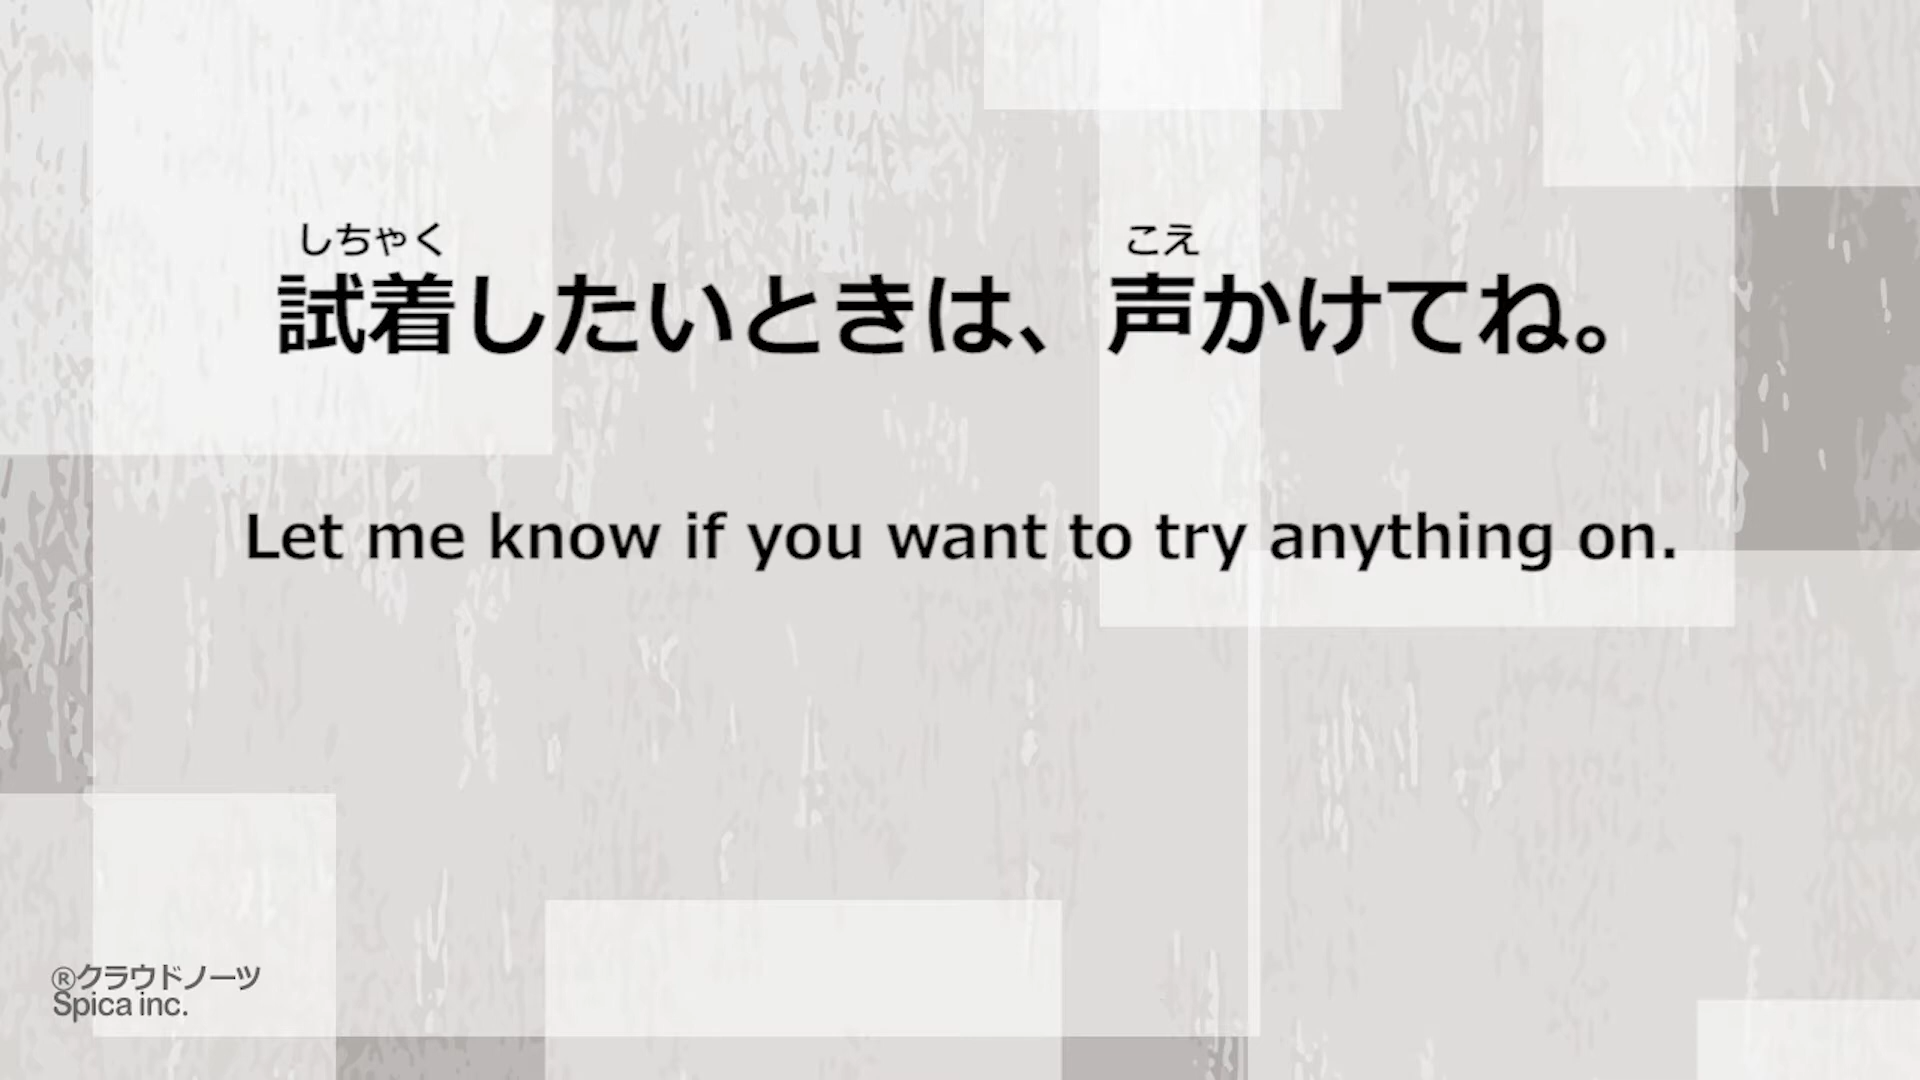 しちゃく こえ
試着したいときは、声かけてね。
Let me know if you want to try anything on.
®クラウドノーツ
Spica inc.